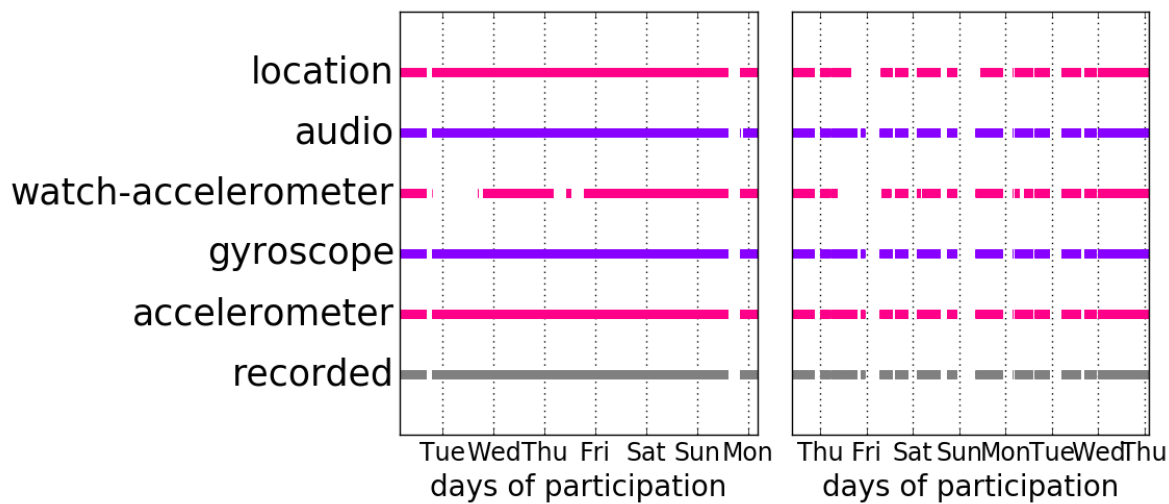 location
audio
watch-accelerometer
gyroscope
accelerometer
recorded
Tue Wed Thu Fri Sat Sun Mon
days of participation
Thu Fri Sat Sun Mon Tue Wed Thu
days of participation